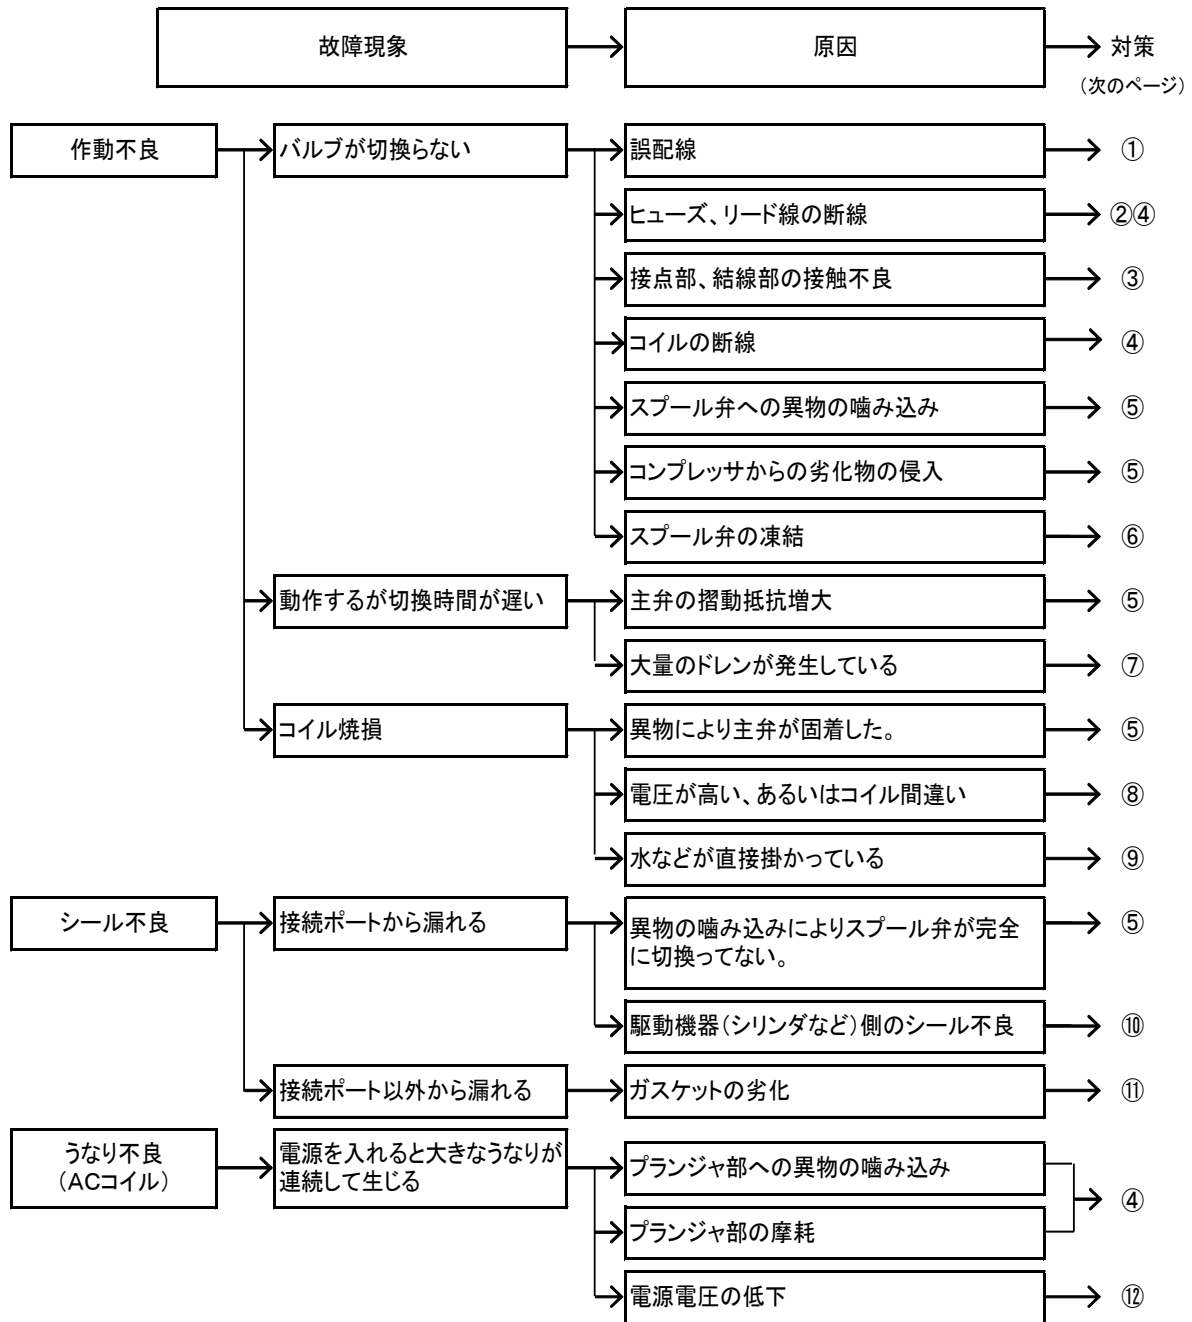 故障現象
原因
対策
(次のページ)
作動不良
バルブが切換らない
誤配線
①
ヒューズ、リード線の断線
②④
接点部、結線部の接触不良
③
コイルの断線
④
スプール弁への異物の噛み込み
⑤
コンプレッサからの劣化物の侵入
⑤
スプール弁の凍結
⑥
動作するが切換時間が遅い
主弁の摺動抵抗増大
⑤
大量のドレンが発生している
⑦
コイル焼損
異物により主弁が固着した。
⑤
電圧が高い、あるいはコイル間違い
⑧
水などが直接掛かっている
⑨
シール不良
接続ポートから漏れる
異物の噛み込みによりスプール弁が完全
に切換ってない。
⑤
駆動機器(シリンダなど)側のシール不良
⑩
接続ポート以外から漏れる
ガスケットの劣化
⑪
うなり不良
(ACコイル)
電源を入れると大きなうなりが
連続して生じる
プランジャ部への異物の噛み込み
④
プランジャ部の摩耗
電源電圧の低下
⑫